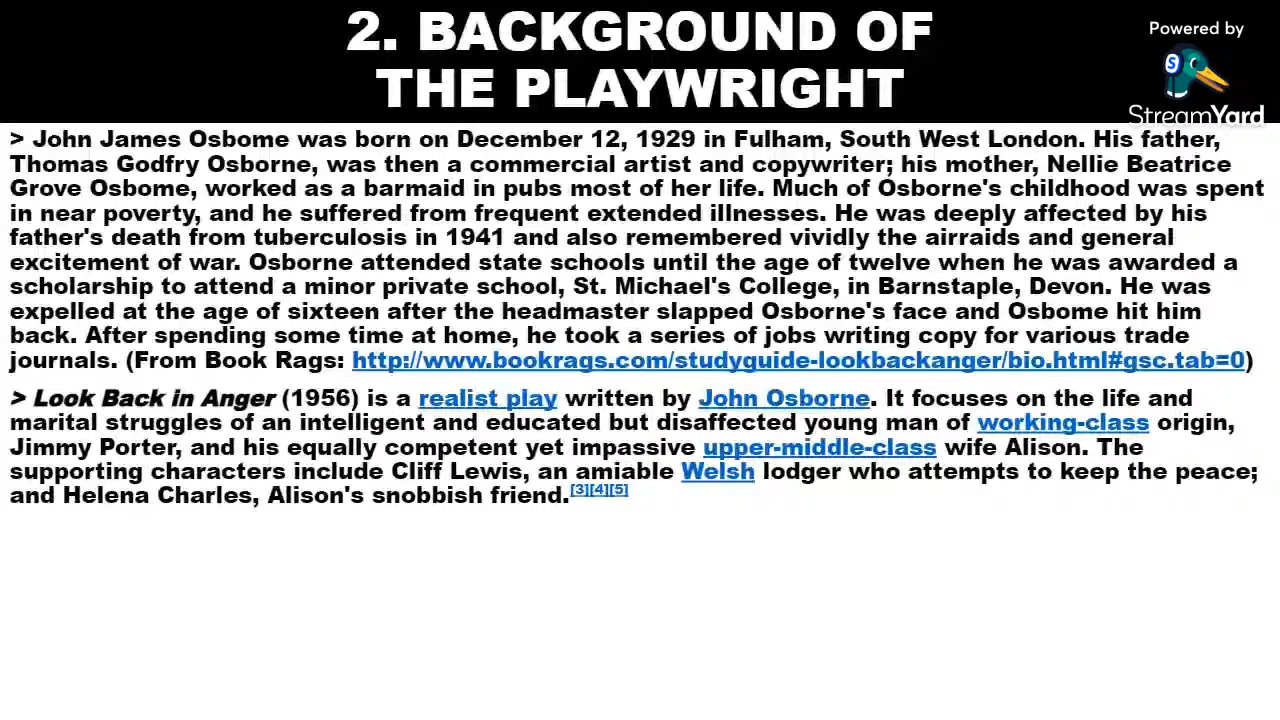 2. BACKGROUND OF
THE PLAYWRIGHT
Powered by
S
StreamYard
> John James Osbome was born on December 12, 1929 in Fulham, South West London. His father,
Thomas Godfry Osborne, was then a commercial artist and copywriter; his mother, Nellie Beatrice
Grove Osbome, worked as a barmaid in pubs most of her life. Much of Osborne's childhood was spent
in near poverty, and he suffered from frequent extended illnesses. He was deeply affected by his
father's death from tuberculosis in 1941 and also remembered vividly the airraids and general
excitement of war. Osborne attended state schools until the age of twelve when he was awarded a
scholarship to attend a minor private school, St. Michael's College, in Barnstaple, Devon. He was
expelled at the age of sixteen after the headmaster slapped Osborne's face and Osbome hit him
back. After spending some time at home, he took a series of jobs writing copy for various trade
journals. (From Book Rags: http://www.bookrags.com/studyguide-lookbackanger/bio.html#gsc.tab=0)
> Look Back in Anger (1956) is a realist play written by John Osborne. It focuses on the life and
marital struggles of an intelligent and educated but disaffected young man of working-class origin,
Jimmy Porter, and his equally competent yet impassive upper-middle-class wife Alison. The
supporting characters include Cliff Lewis, an amiable Welsh lodger who attempts to keep the peace;
and Helena Charles, Alison's snobbish friend.[3][4][5]